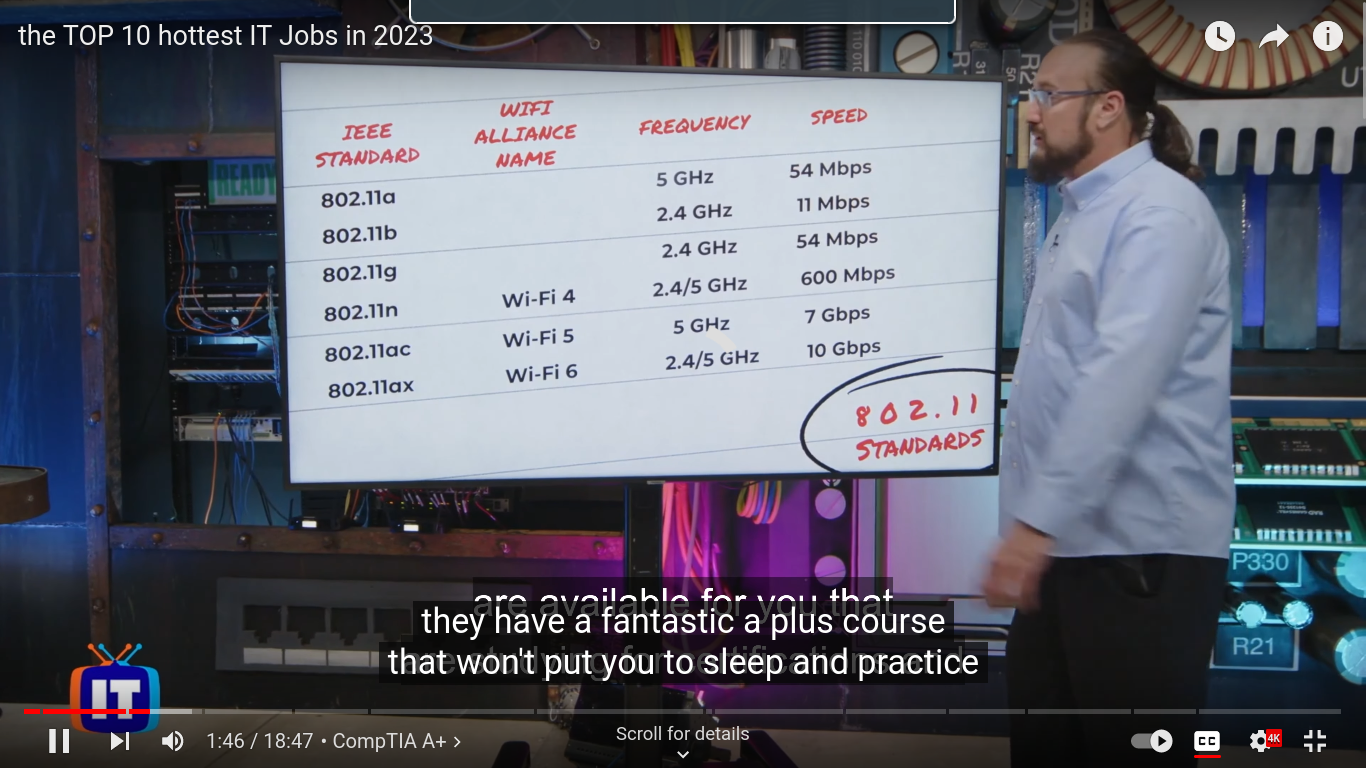 the TOP 10 hottest IT Jobs in 2023
READY
IEEE STANDARD
WIFI ALLIANCE NAME
FREQUENCY
SPEED
802.11a 5 GHz 54 Mbps
802.11b 2.4 GHz 11 Mbps
802.11g 2.4 GHz 54 Mbps
802.11n Wi-Fi 4 2.4/5 GHz 600 Mbps
802.11ac Wi-Fi 5 5 GHz 7 Gbps
802.11ax Wi-Fi 6 2.4/5 GHz 10 Gbps
802.11
STANDARDS
P330
R21
are available for you that
they have a fantastic a plus course
that won't put you to sleep and practice
IT
1:46 / 18:47 • CompTIA A+ >
Scroll for details
CC
4K